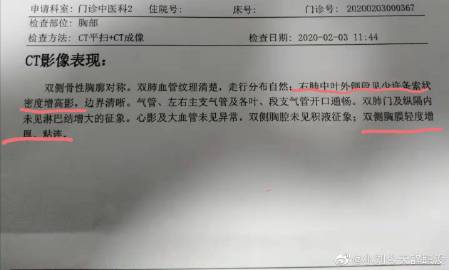 申请科室：门诊中医科2 住院号： 床号： 门诊号：20200203000367
检查部位：胸部
检查方法：CT平扫+CT成像 检查日期：2020-02-03 11:44
CT影像表现：
双侧骨性胸廓对称。双肺血管纹理清楚，走行分布自然；右肺中叶外侧段见少许条索状
密度增高影，边界清晰。气管、左右主支气管及各叶、段支气管开口通畅。双肺门及纵隔内
未见淋巴结增大的征象。心影及大血管未见异常。双侧胸腔未见积液征象；双侧胸膜轻度增
厚、粘连。